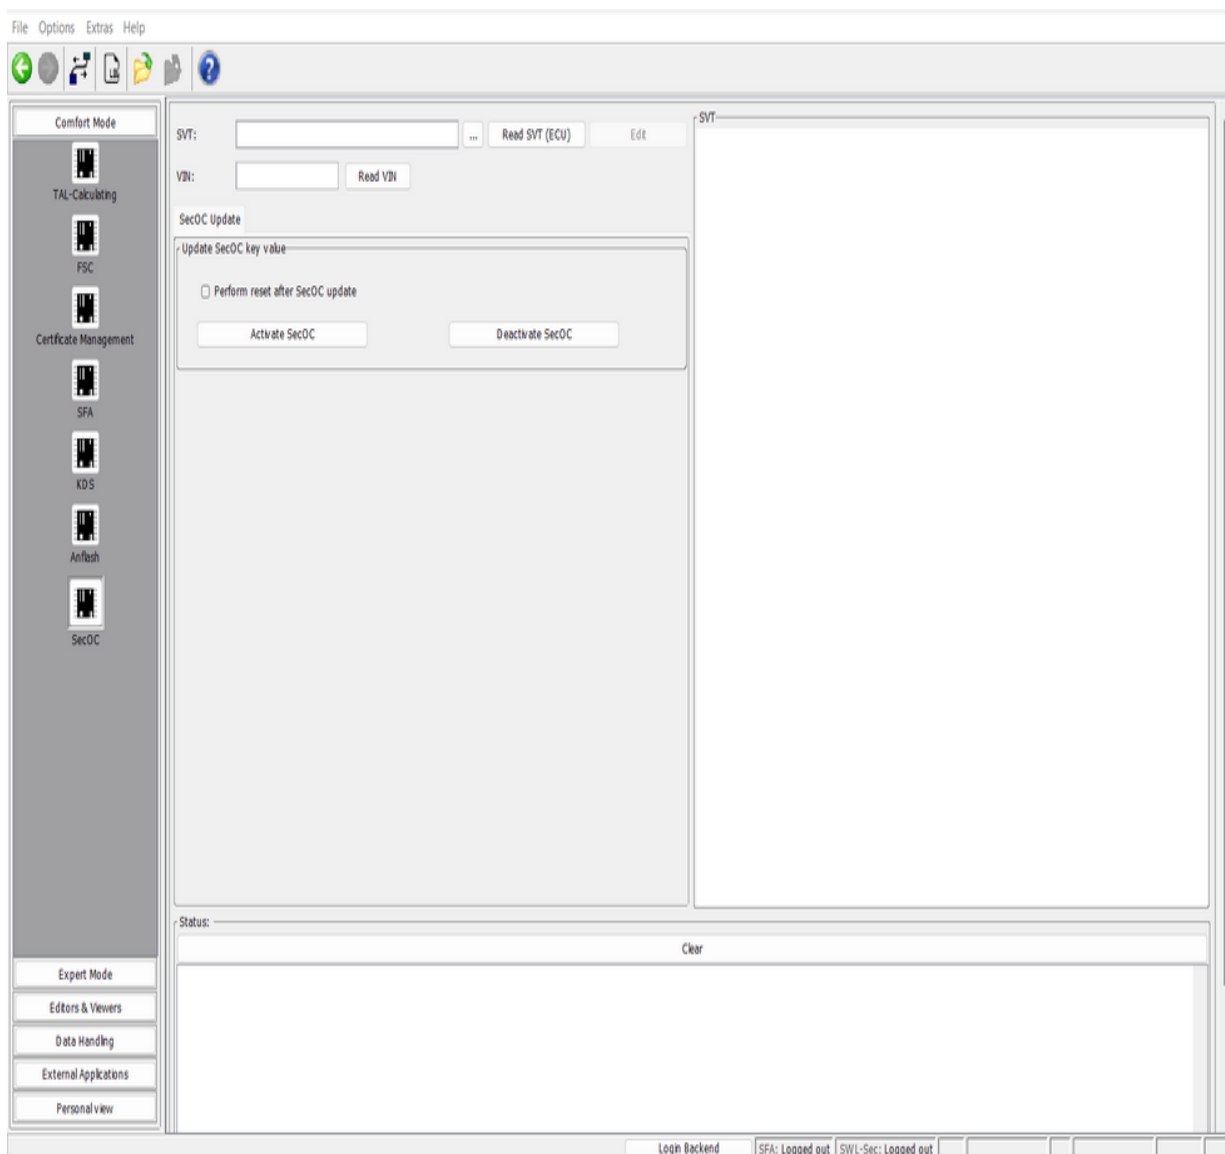 File Options Extras Help
Comfort Mode
TAL-Calculating
FSC
Certificate Management
SFA
KDS
Anflash
SecOC
Expert Mode
Editors & Viewers
Data Handling
External Applications
Personal view
SVT:
... Read SVT (ECU) Edit
VIN:
Read VIN
SecOC Update
Update SecOC key value
Perform reset after SecOC update
Activate SecOC Deactivate SecOC
SVT
Status:
Clear
Login Backend SFA: Logged out SWL-Sec: Logged out